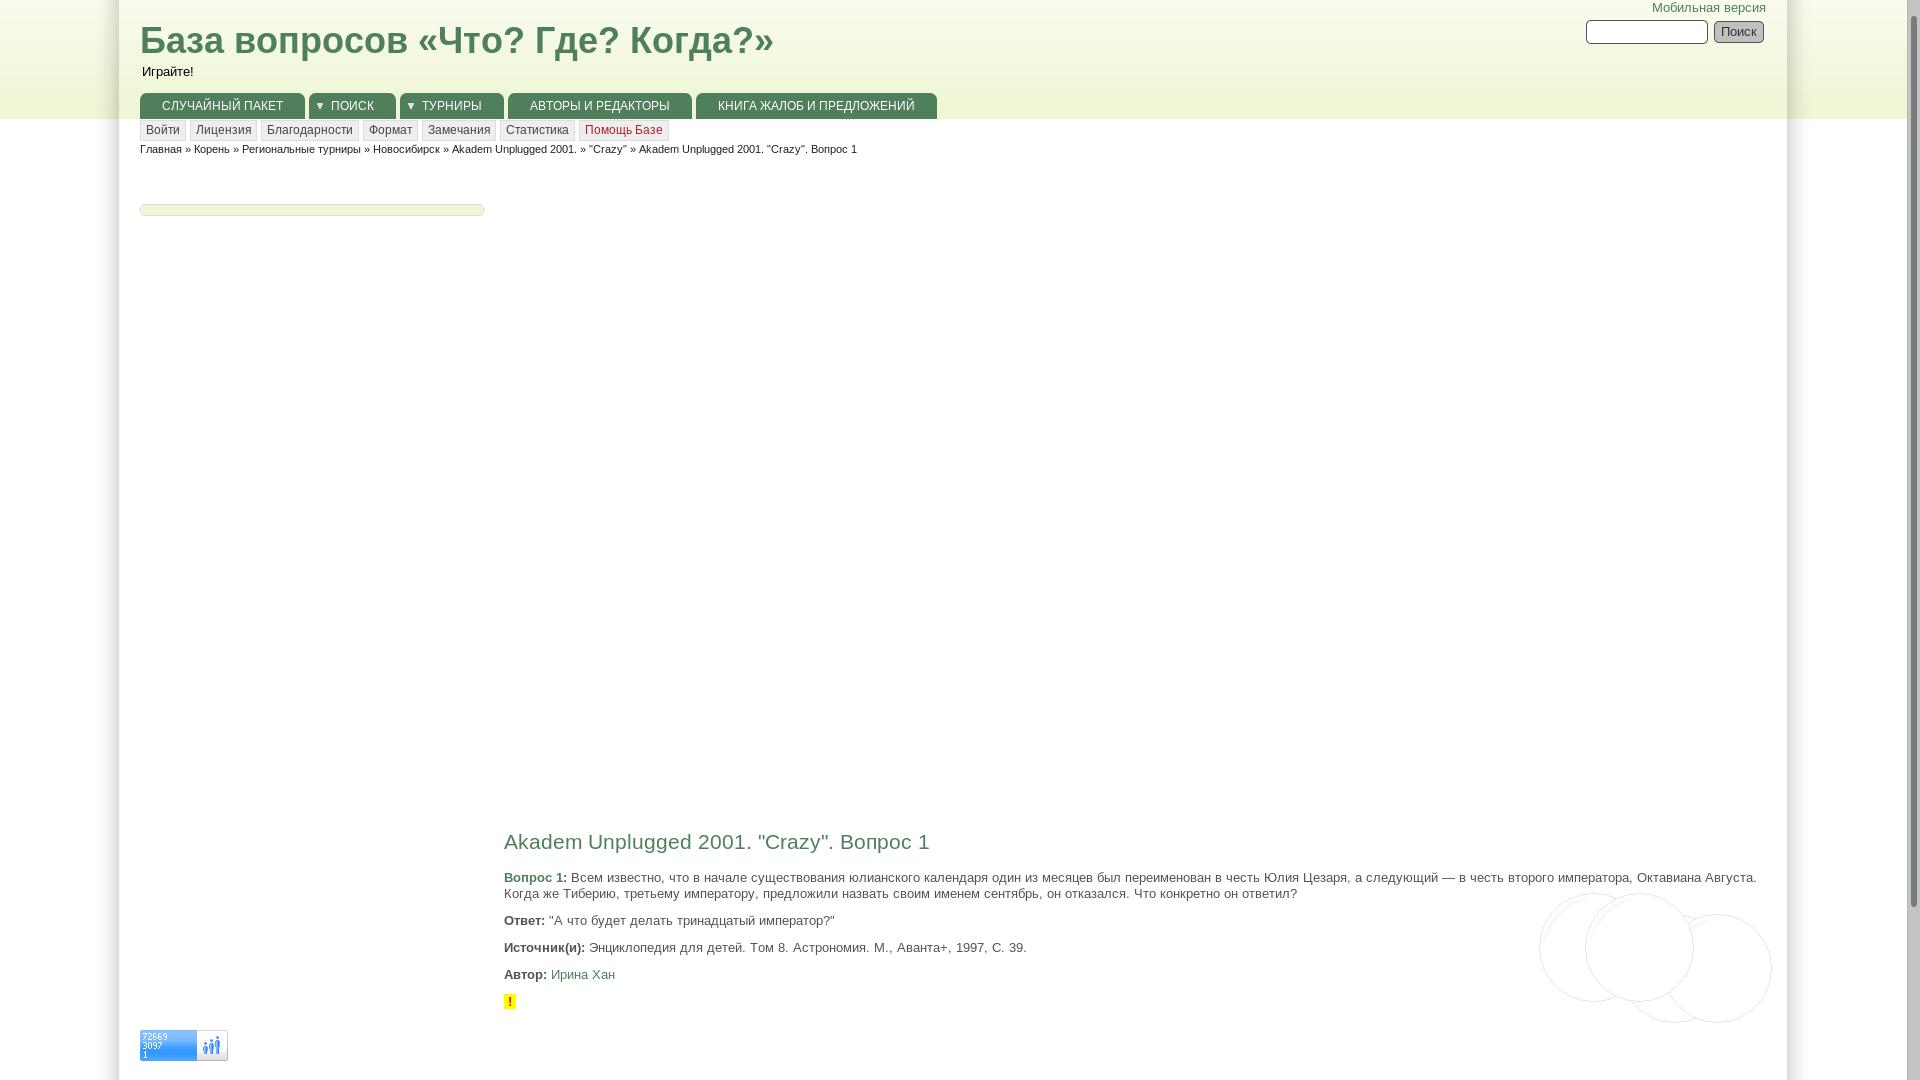 Мобильная версия
База вопросов «Что? Где? Когда?»
Поиск
Играйте!
СЛУЧАЙНЫЙ ПАКЕТ ПОИСК ТУРНИРЫ АВТОРЫ И РЕДАКТОРЫ КНИГА ЖАЛОБ И ПРЕДЛОЖЕНИЙ
Войти Лицензия Благодарности Формат Замечания Статистика Помощь Базе
Главная » Корень » Региональные турниры » Новосибирск » Akadem Unplugged 2001. » "Crazy" » Akadem Unplugged 2001. "Crazy". Вопрос 1
Akadem Unplugged 2001. "Crazy". Вопрос 1
Вопрос 1: Всем известно, что в начале существования юлианского календаря один из месяцев был переименован в честь Юлия Цезаря, а следующий — в честь второго императора, Октавиана Августа.
Когда же Тиберию, третьему императору, предложили назвать своим именем сентябрь, он отказался. Что конкретно он ответил?
Ответ: "А что будет делать тринадцатый император?"
Источник(и): Энциклопедия для детей. Том 8. Астрономия. М., Аванта+, 1997, С. 39.
Автор: Ирина Хан
!
72669
3097
1